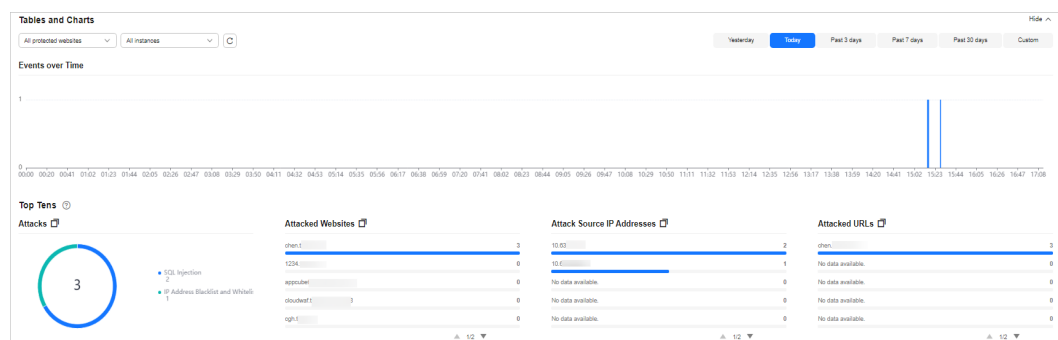 Tables and Charts Hide
All protected websites All instances Yesterday Today Past 3 days Past 7 days Past 30 days Custom
Events over Time
1
0
00:00 00:20 00:41 01:02 01:23 01:44 02:05 02:26 02:47 03:08 03:29 03:50 04:11 04:32 04:53 05:14 05:35 05:56 06:17 06:38 06:59 07:20 07:41 08:02 08:23 08:44 09:05 09:26 09:47 10:08 10:29 10:50 11:11 11:32 11:53 12:14 12:35 12:56 13:17 13:38 13:59 14:20 14:41 15:02 15:23 15:44 16:05 16:26 16:47 17:08
Top Tens
Attacks Attacked Websites Attack Source IP Addresses Attacked URLs
3
SQL Injection
2
IP Address Blacklist and Whiteli
1
chen.t 3
1234. 0
appcube 0
cloudwaf.t 3 0
ogh.t 0
1/2
10.63 2
10. 1
No data available. 0
No data available. 0
No data available. 0
1/2
chen. 3
No data available. 0
No data available. 0
No data available. 0
No data available. 0
1/2